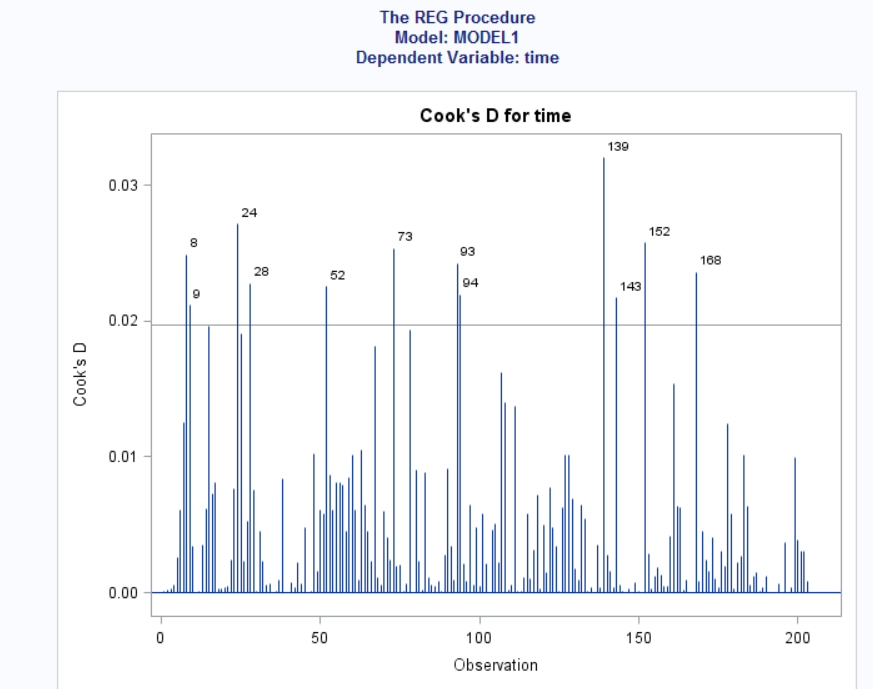 The REG Procedure
Model: MODEL1
Dependent Variable: time
Cook's D for time
139
0.03
24
152
73
8
93
168
28
52
94
143
9
0.02
Cook's D
0.01
0.00
0 50 100 150 200
Observation